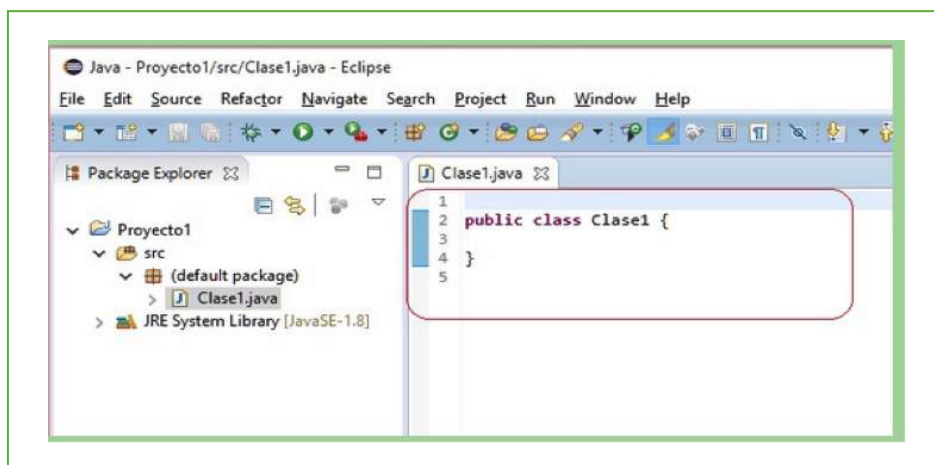 Java - Proyecto1/src/Clase1.java - Eclipse
File Edit Source Refactor Navigate Search Project Run Window Help
Package Explorer
Proyecto1
src
(default package)
Clase1.java
JRE System Library [JavaSE-1.8]
Clase1.java
1
2 public class Clase1 {
3
4 }
5